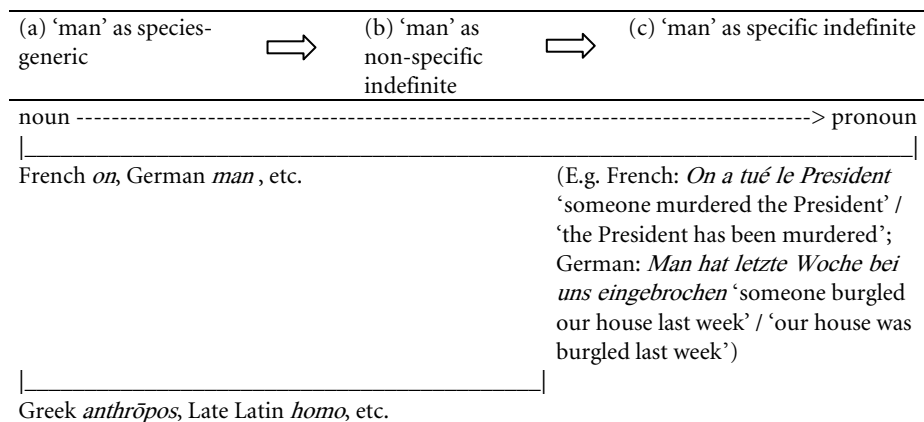 (a) ‘man’ as species-generic ⇒ (b) ‘man’ as non-specific indefinite ⇒ (c) ‘man’ as specific indefinite
noun -----------------------------------------------------------------------------------> pronoun
|__________________________________________________________________________|
French on, German man , etc.
(E.g. French: On a tué le President
‘someone murdered the President’ /
‘the President has been murdered’;
German: Man hat letzte Woche bei
uns eingebrochen ‘someone burgled
our house last week’ / ‘our house was
burgled last week’)
|___________________________________________|
Greek anthrōpos, Late Latin homo, etc.